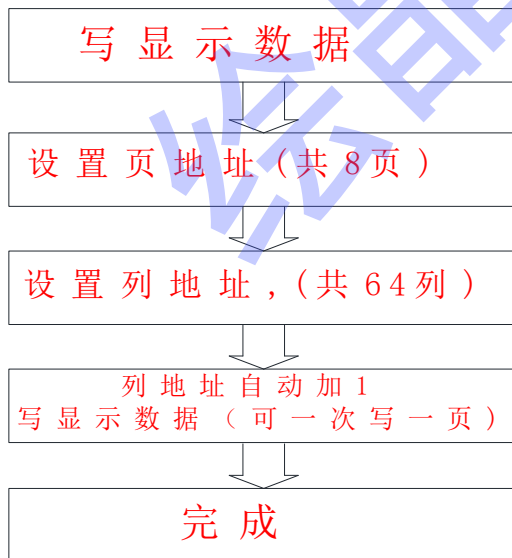 写显示数据
设置页地址(共8页)
设置列地址,(共64列)
列地址自动加1
写显示数据(可一次写一页)
完成
绘晶